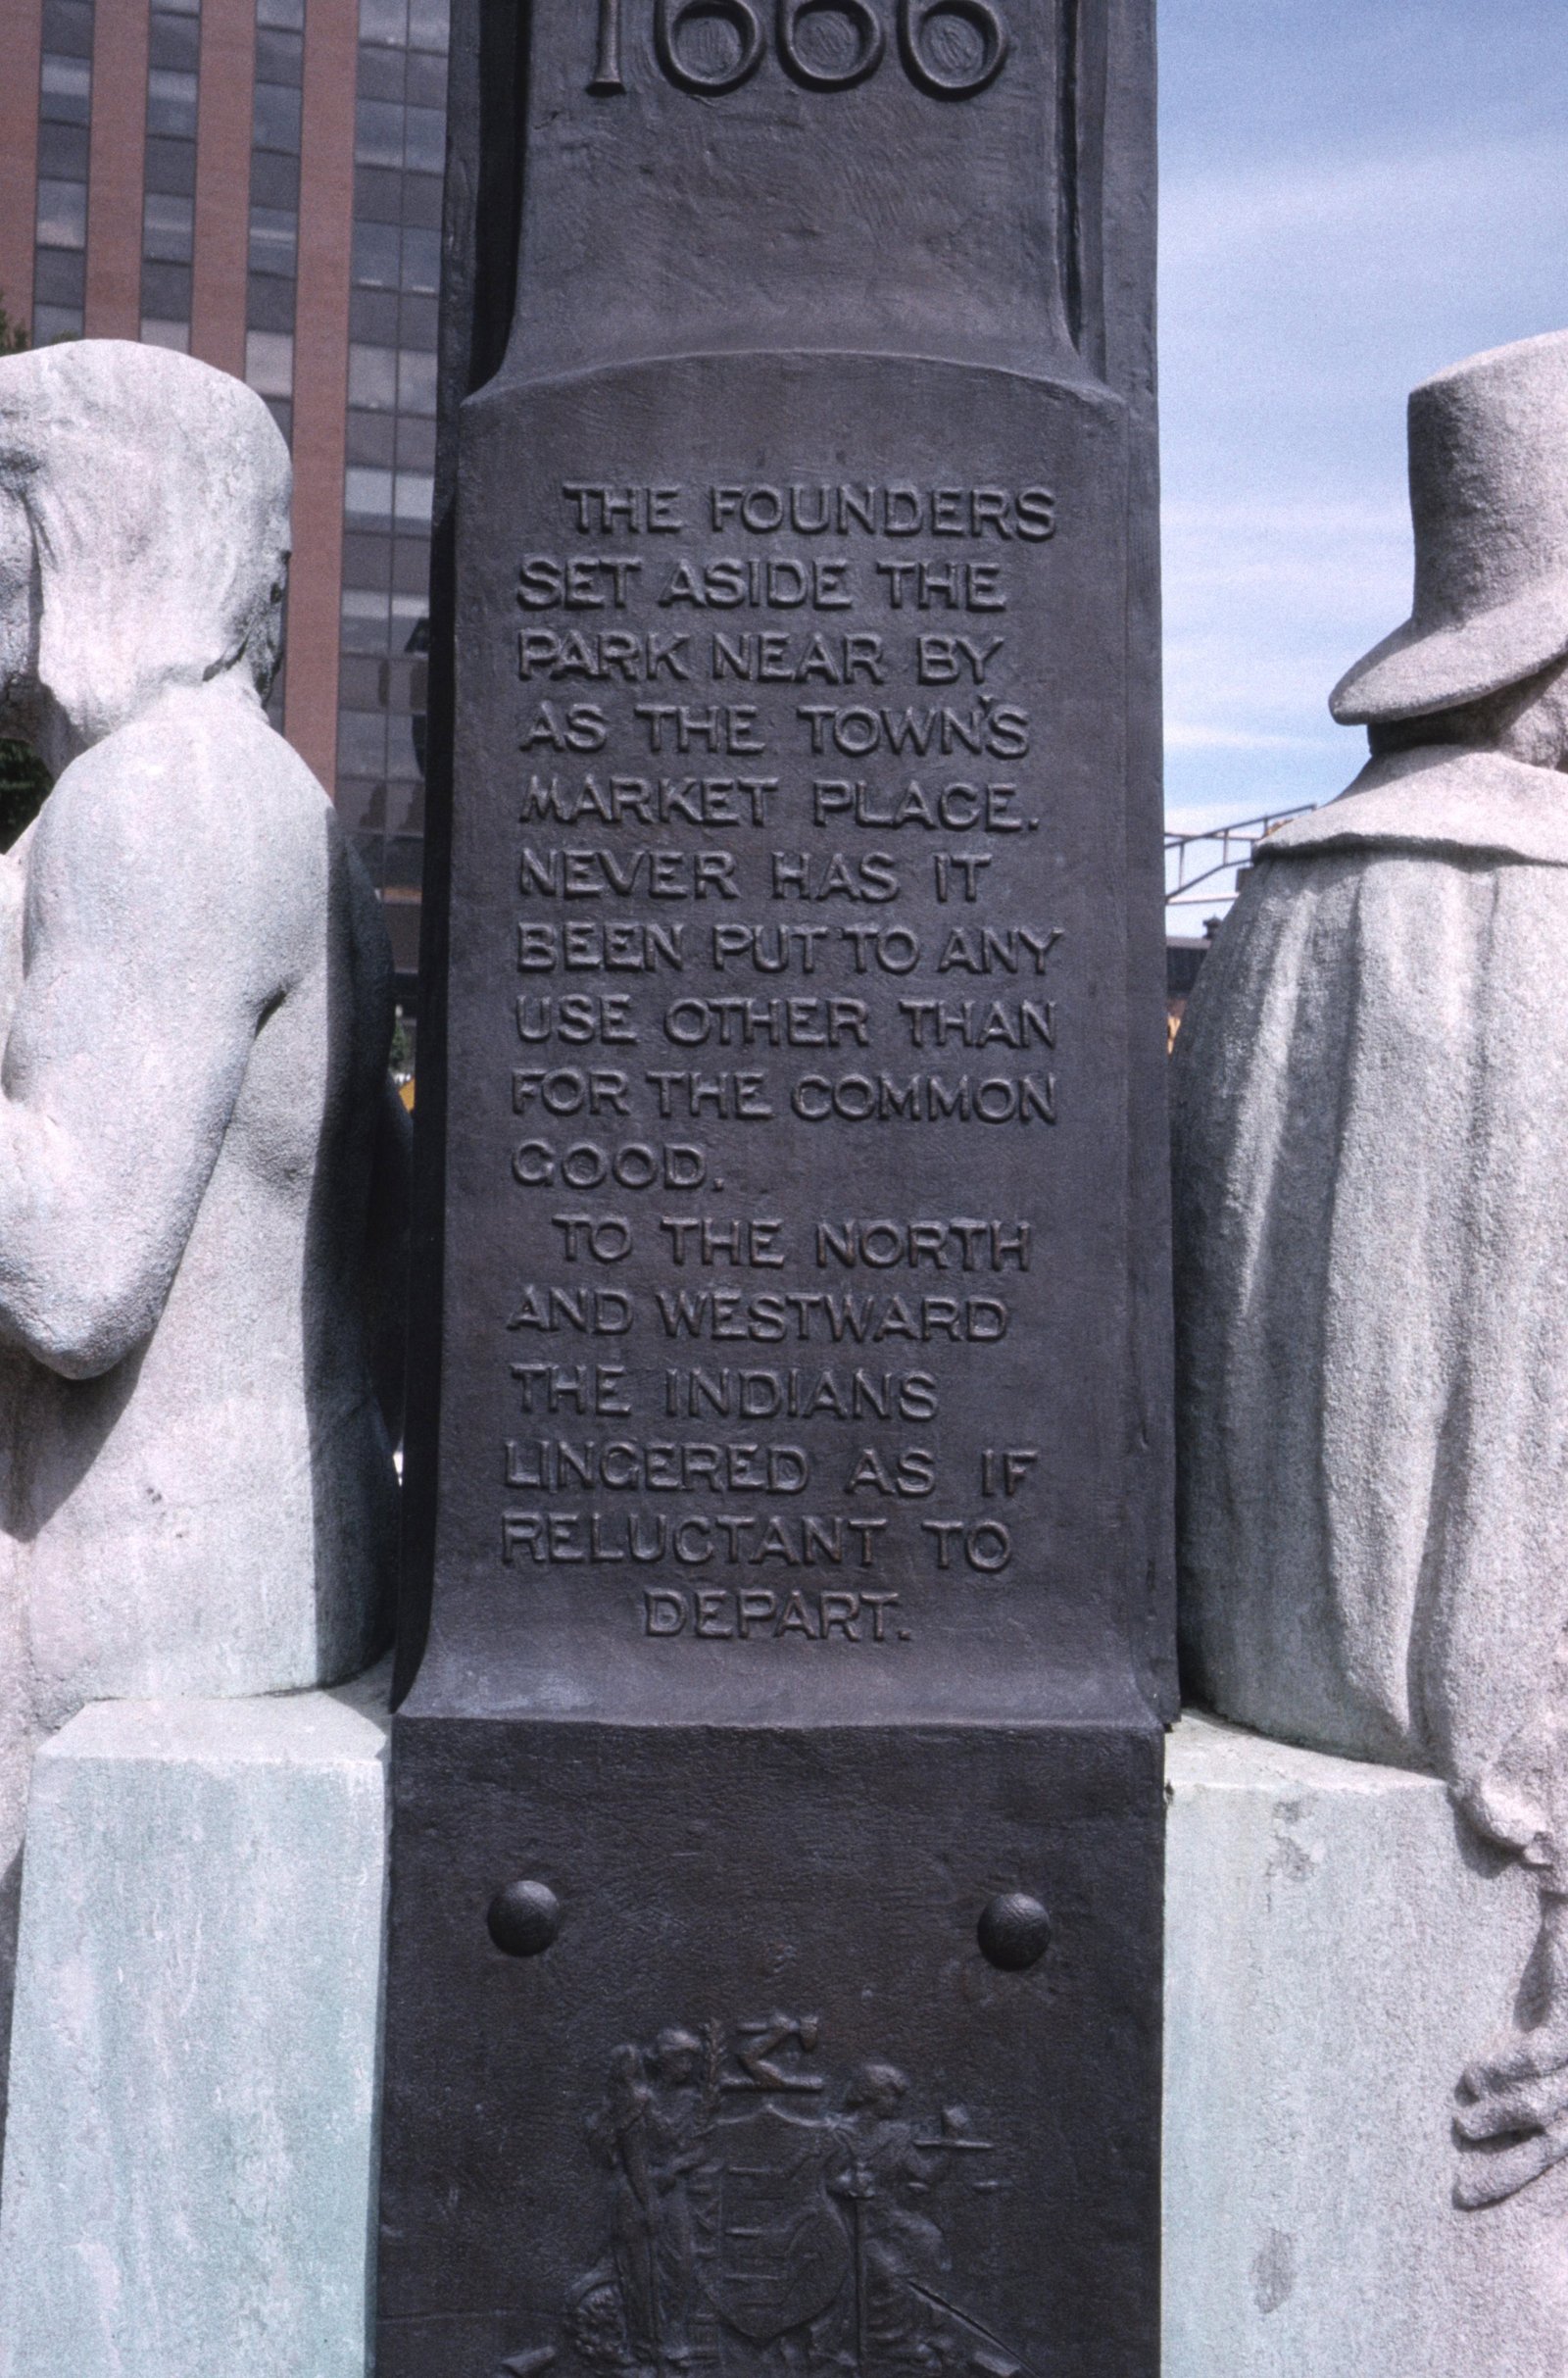 1666
THE FOUNDERS
SET ASIDE THE
PARK NEAR BY
AS THE TOWN'S
MARKET PLACE.
NEVER HAS IT
BEEN PUT TO ANY
USE OTHER THAN
FOR THE COMMON
GOOD.
TO THE NORTH
AND WESTWARD
THE INDIANS
LINGERED AS IF
RELUCTANT TO
DEPART.